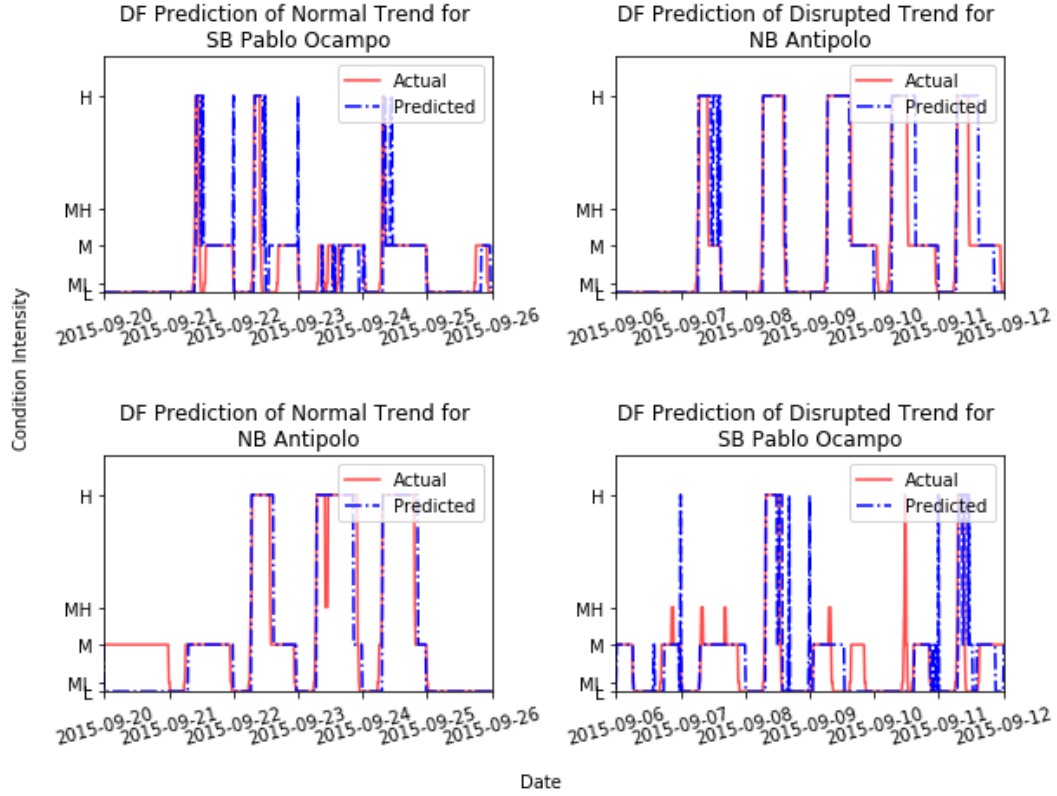 DF Prediction of Normal Trend for
SB Pablo Ocampo
H
MH
M
ML
L
Actual
Predicted
2015-09-20
2015-09-21
2015-09-22
2015-09-23
2015-09-24
2015-09-25
2015-09-26
DF Prediction of Disrupted Trend for
NB Antipolo
H
MH
M
ML
L
Actual
Predicted
2015-09-06
2015-09-07
2015-09-08
2015-09-09
2015-09-10
2015-09-11
2015-09-12
Condition Intensity
DF Prediction of Normal Trend for
NB Antipolo
H
MH
M
ML
L
Actual
Predicted
2015-09-20
2015-09-21
2015-09-22
2015-09-23
2015-09-24
2015-09-25
2015-09-26
DF Prediction of Disrupted Trend for
SB Pablo Ocampo
H
MH
M
ML
L
Actual
Predicted
2015-09-06
2015-09-07
2015-09-08
2015-09-09
2015-09-10
2015-09-11
2015-09-12
Date